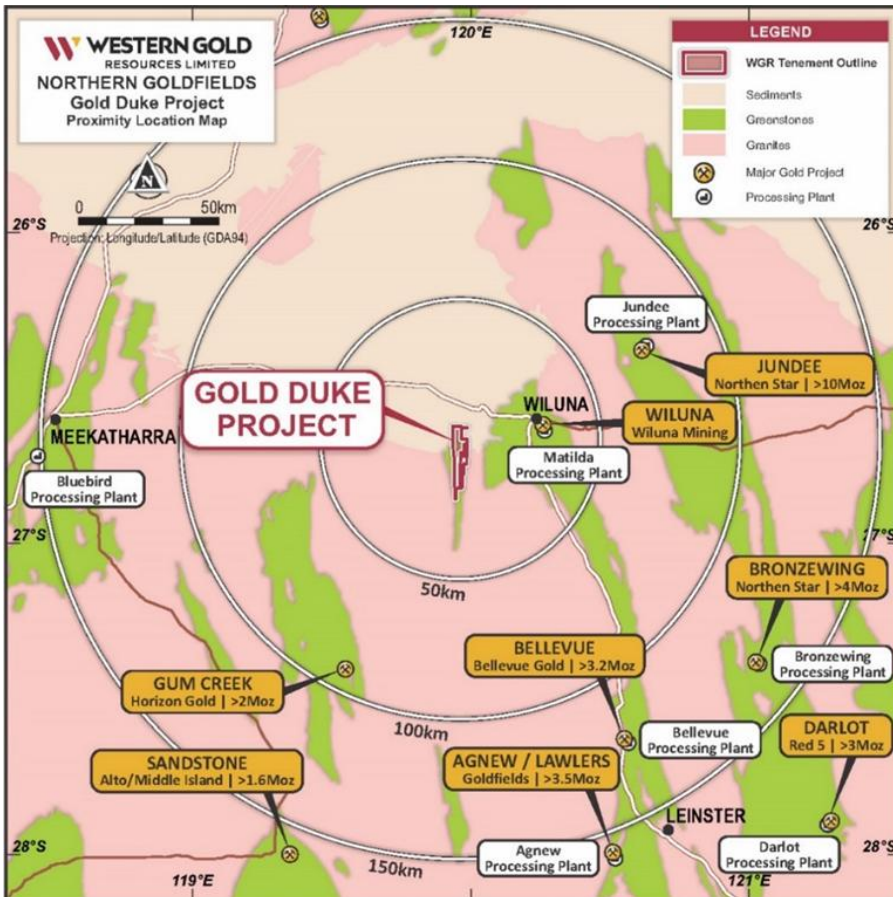 WESTERN GOLD
RESOURCES LIMITED
NORTHERN GOLDFIELDS
Gold Duke Project
Proximity Location Map
N
0 50km
Projection: Longitude/Latitude (GDA94)
120°E
LEGEND
WGR Tenement Outline
Sediments
Greenstones
Granites
Major Gold Project
Processing Plant
26°S
26°S
Jundee
Processing Plant
JUNDEE
Northen Star | >10Moz
GOLD DUKE
PROJECT
WILUNA
WILUNA
Wiluna Mining
MEEKATHARRA
Matilda
Processing Plant
Bluebird
Processing Plant
27°S
27°S
50km
BRONZEWING
Northen Star | >4Moz
BELLEVUE
Bellevue Gold | >3.2Moz
Bronzewing
Processing Plant
GUM CREEK
Horizon Gold | >2Moz
100km
Bellevue
Processing Plant
DARLOT
Red 5 | >3Moz
SANDSTONE
Alto/Middle Island | >1.6Moz
AGNEW / LAWLERS
Goldfields | >3.5Moz
LEINSTER
28°S
150km
Agnew
Processing Plant
Darlot
Processing Plant
28°S
119°E
121°E